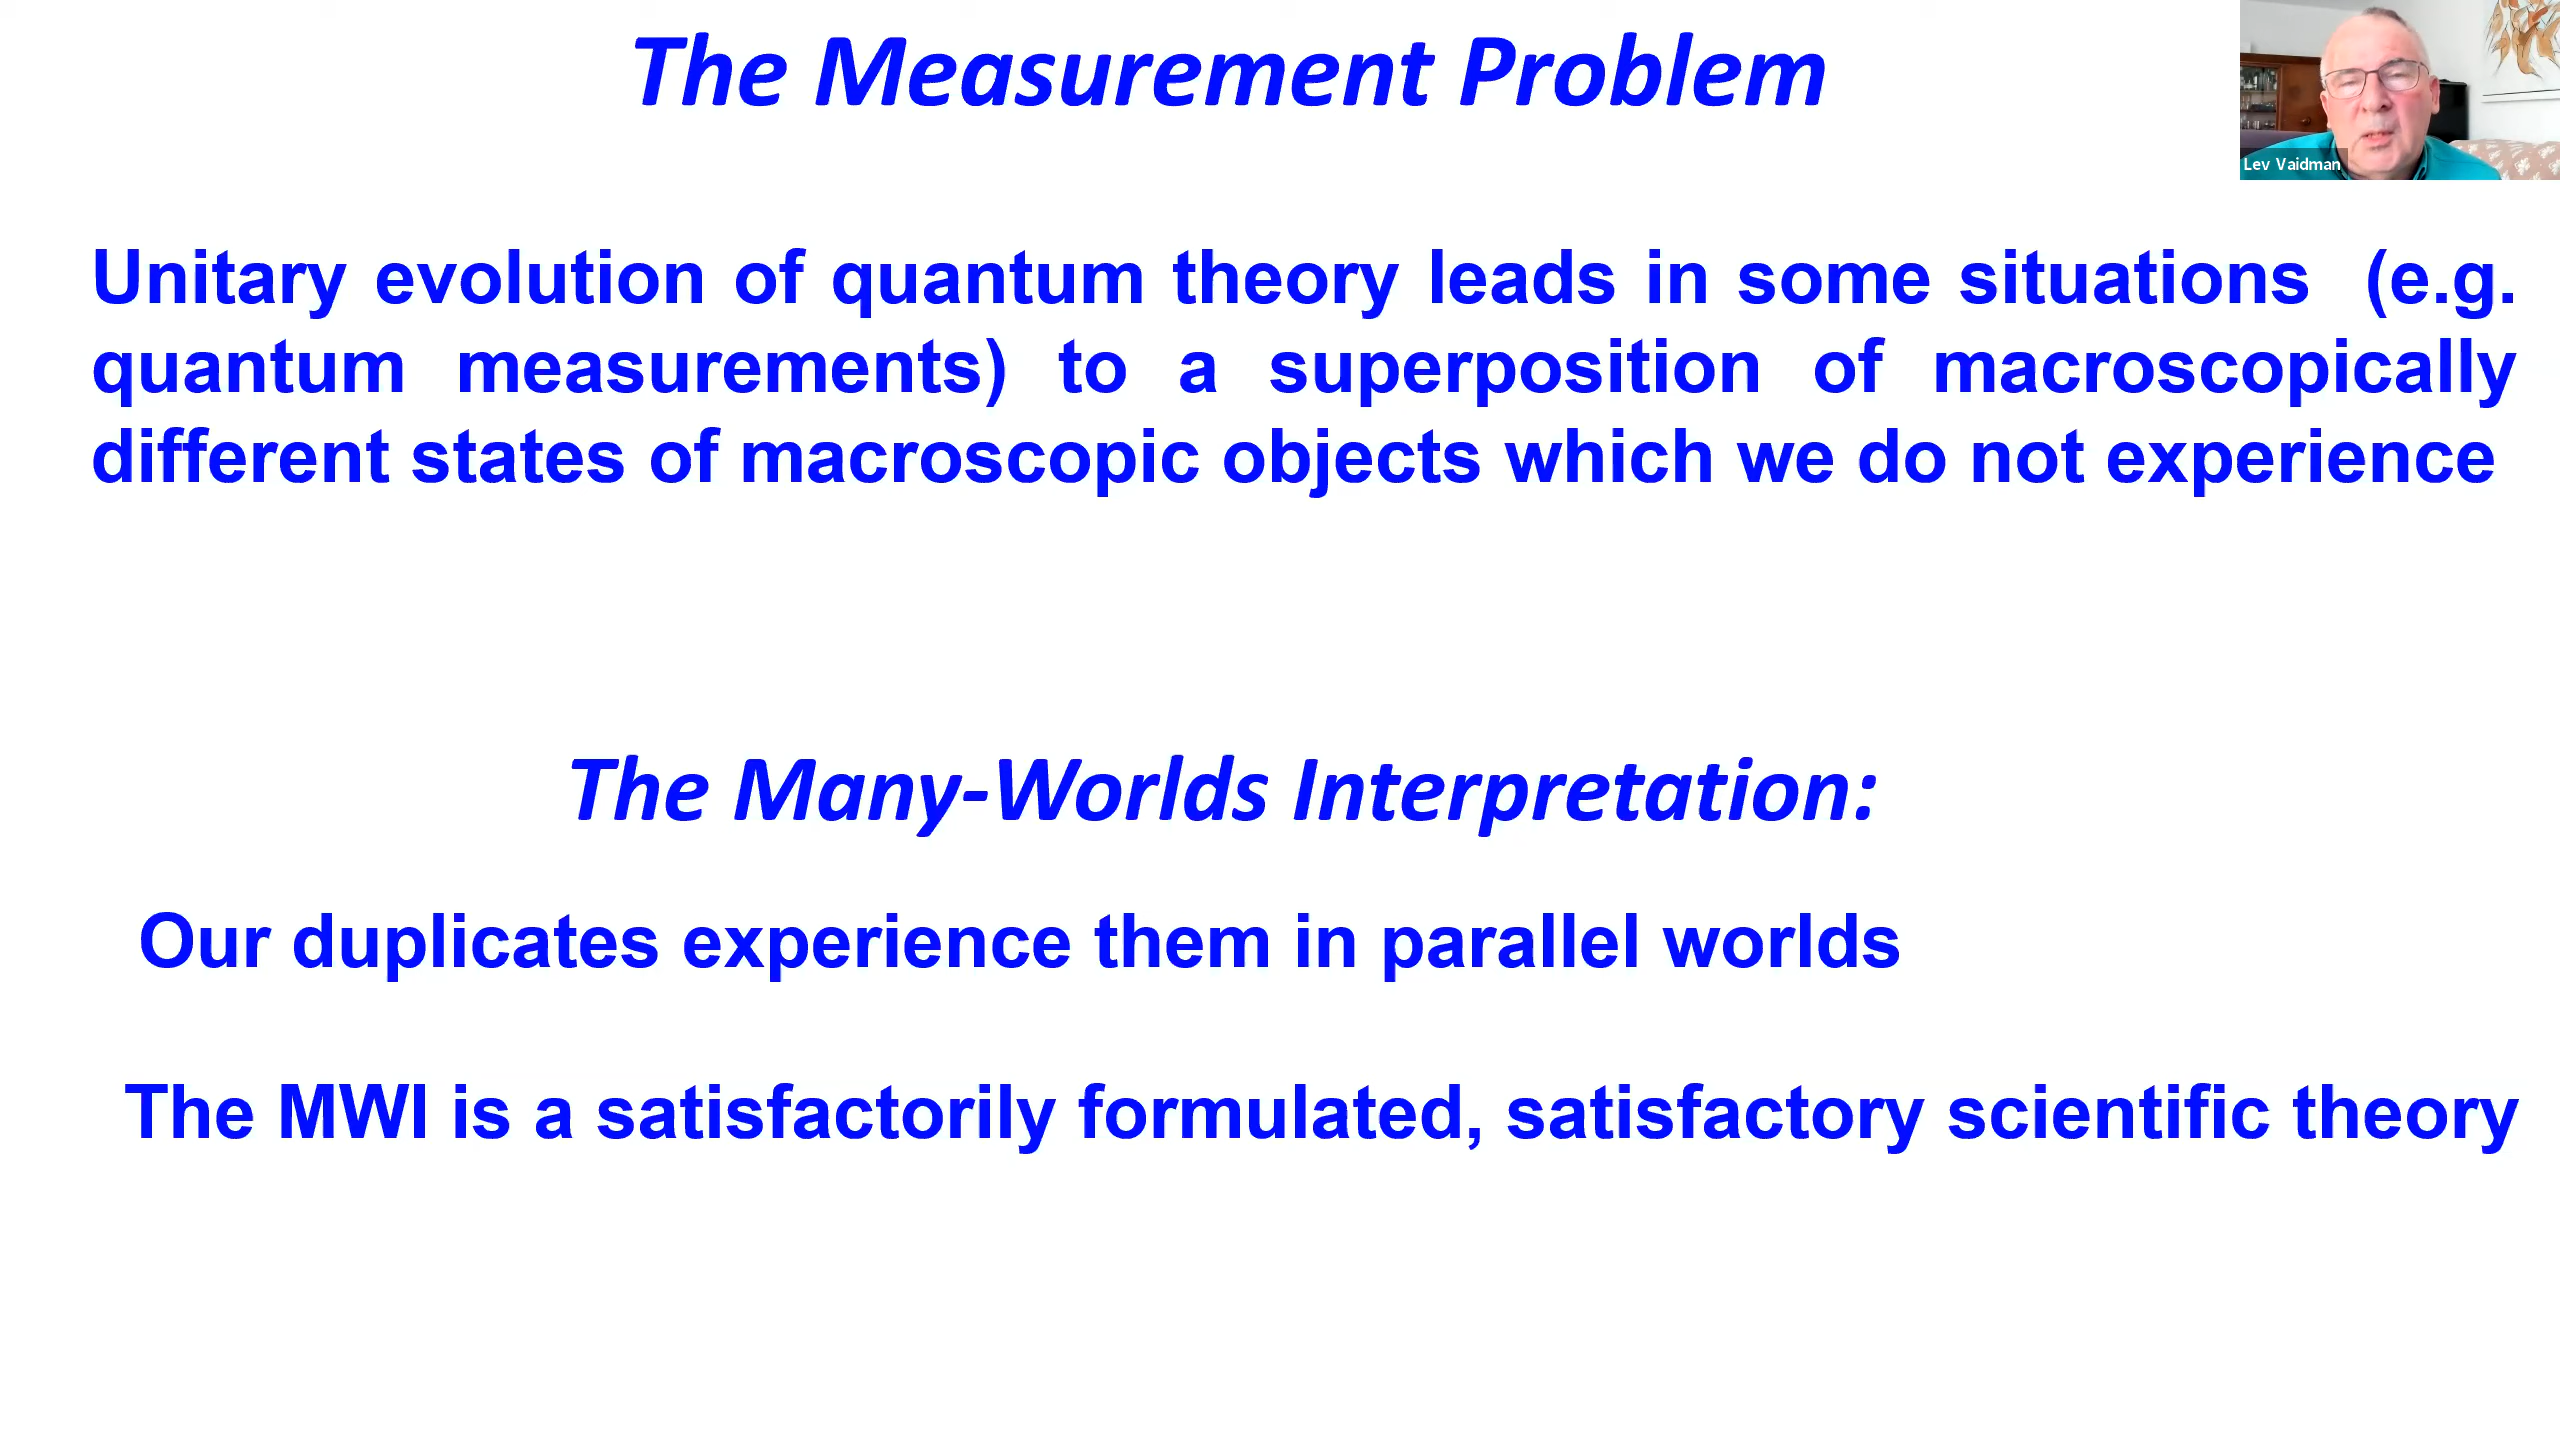 The Measurement Problem
Lev Vaidman
Unitary evolution of quantum theory leads in some situations (e.g.
quantum measurements) to a superposition of macroscopically
different states of macroscopic objects which we do not experience
The Many-Worlds Interpretation:
Our duplicates experience them in parallel worlds
The MWI is a satisfactorily formulated, satisfactory scientific theory